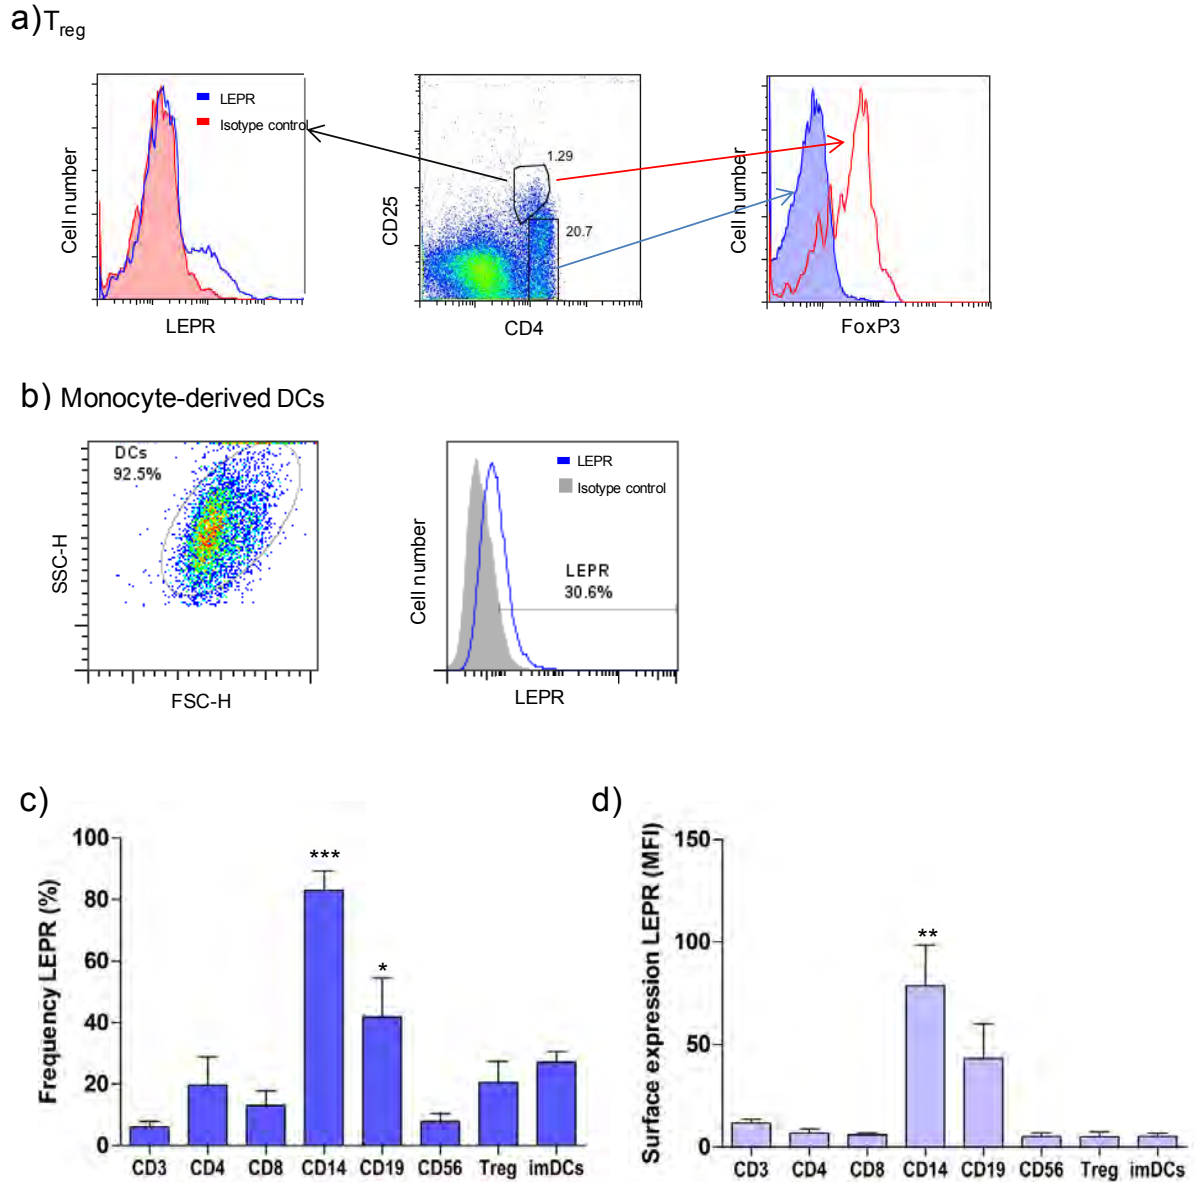 a)Treg
LEPR
Isotype control
Cell number
LEPR
1.29
20.7
CD25
CD4
Cell number
FoxP3
b) Monocyte-derived DCs
DCs
92.5%
SSC-H
FSC-H
LEPR
Isotype control
LEPR
30.6%
Cell number
LEPR
c)
Frequency LEPR (%)
100
80
60
40
20
0
***
*
CD3 CD4 CD8 CD14 CD19 CD56 Treg imDCs
d)
Surface expression LEPR (MFI)
150
100
50
0
**
CD3 CD4 CD8 CD14 CD19 CD56 Treg imDCs